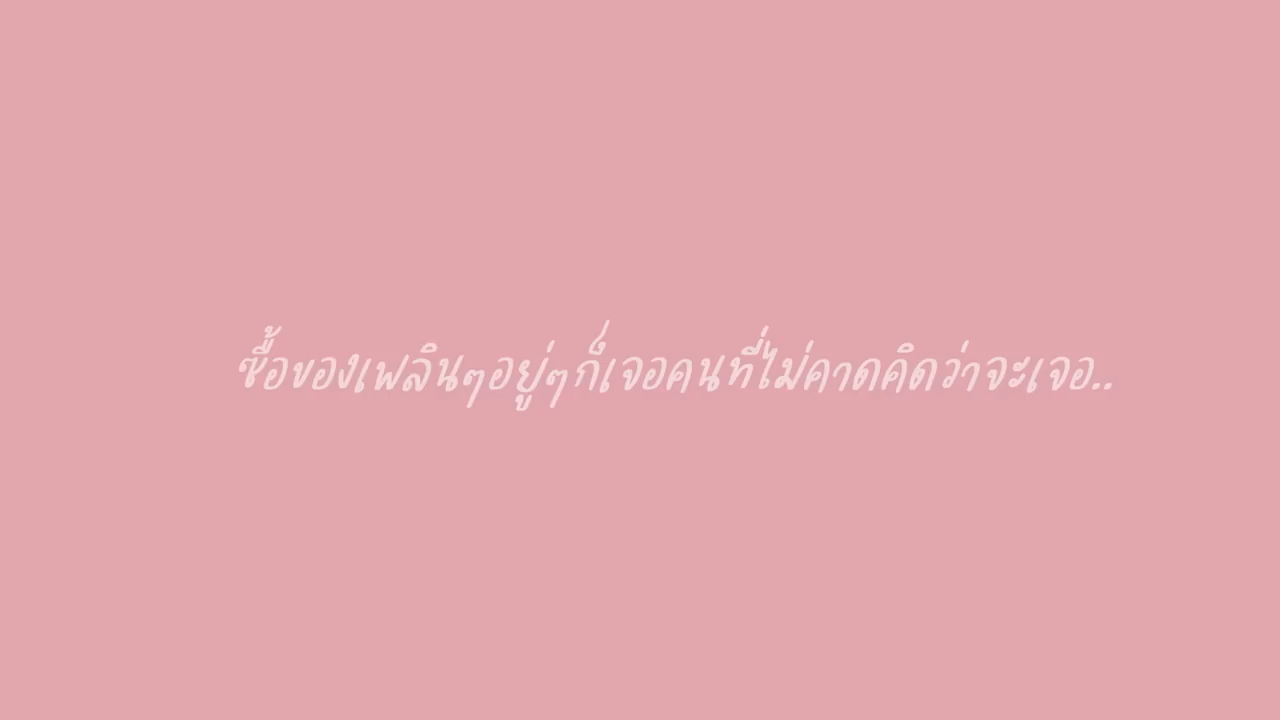 ซื้อของเฟลินๆอยู่ๆก็เจอคนที่ไม่คาดคิดว่าจะเจอ..